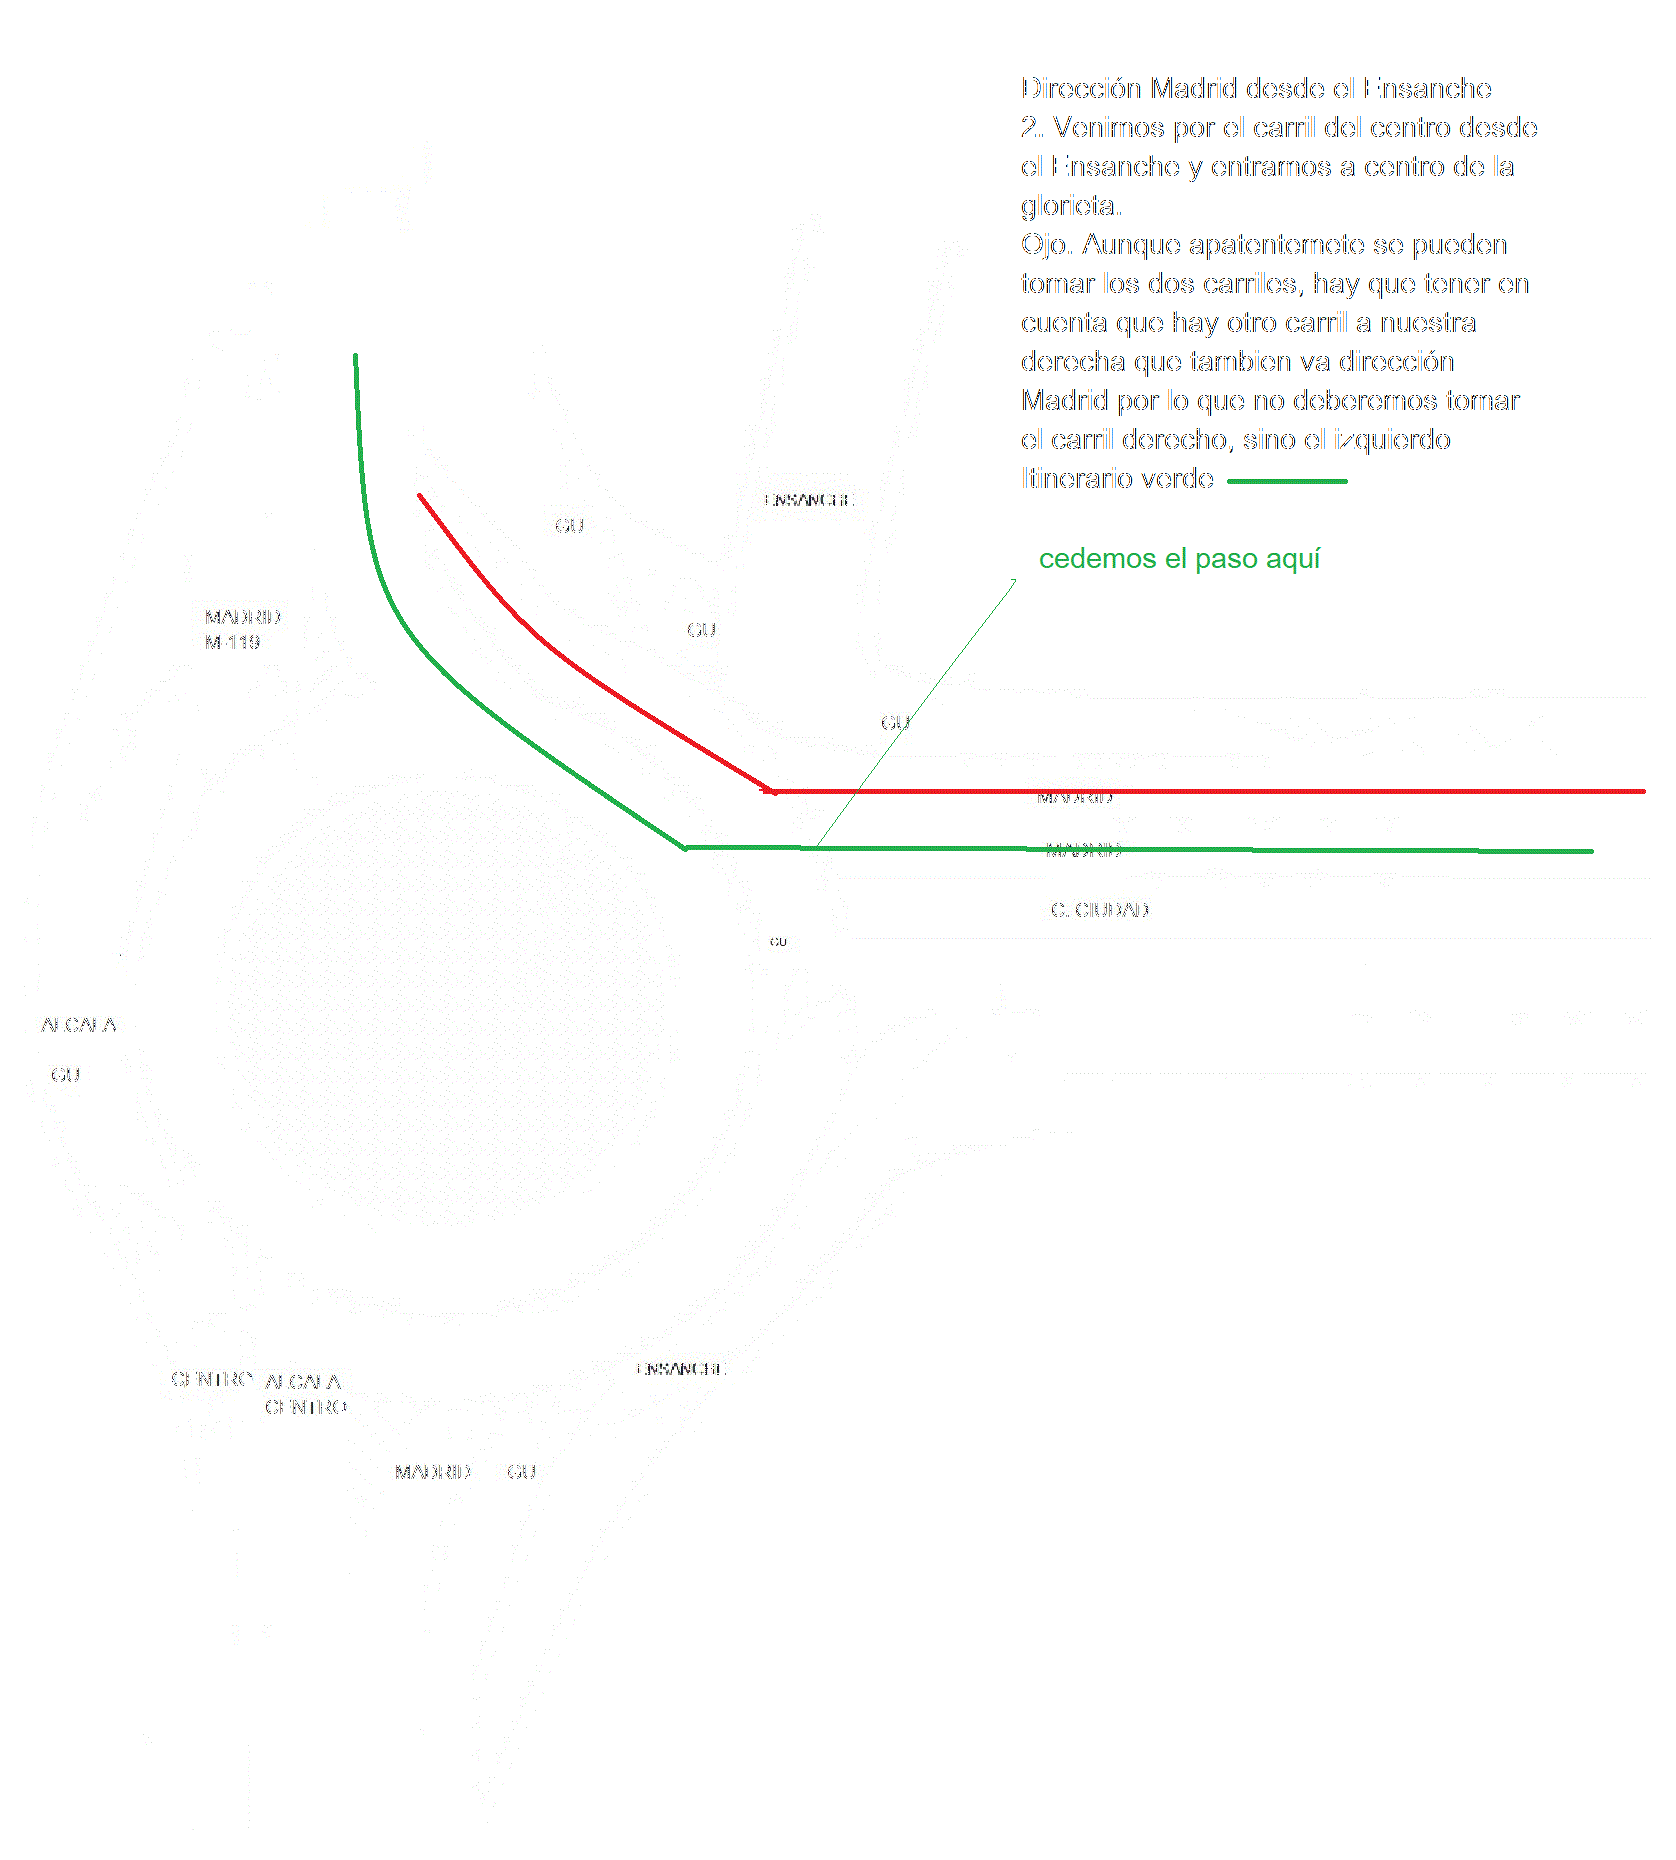 Dirección Madrid desde el Ensanche
2. Venimos por el carril del centro desde
el Ensanche y entramos a centro de la
glorieta.
Ojo. Aunque apatentemete se pueden
tomar los dos carriles, hay que tener en
cuenta que hay otro carril a nuestra
derecha que tambien va dirección
Madrid por lo que no deberemos tomar
el carril derecho, sino el izquierdo
Itinerario verde
ENSANCHE
GU
cedemos el paso aquí
MADRID
M-119
GU
GU
MADRID
MADRID
C. CIUDAD
GU
ALCALA
GU
ENSANCHE
CENTRO
ALCALA
CENTRO
MADRID
GU